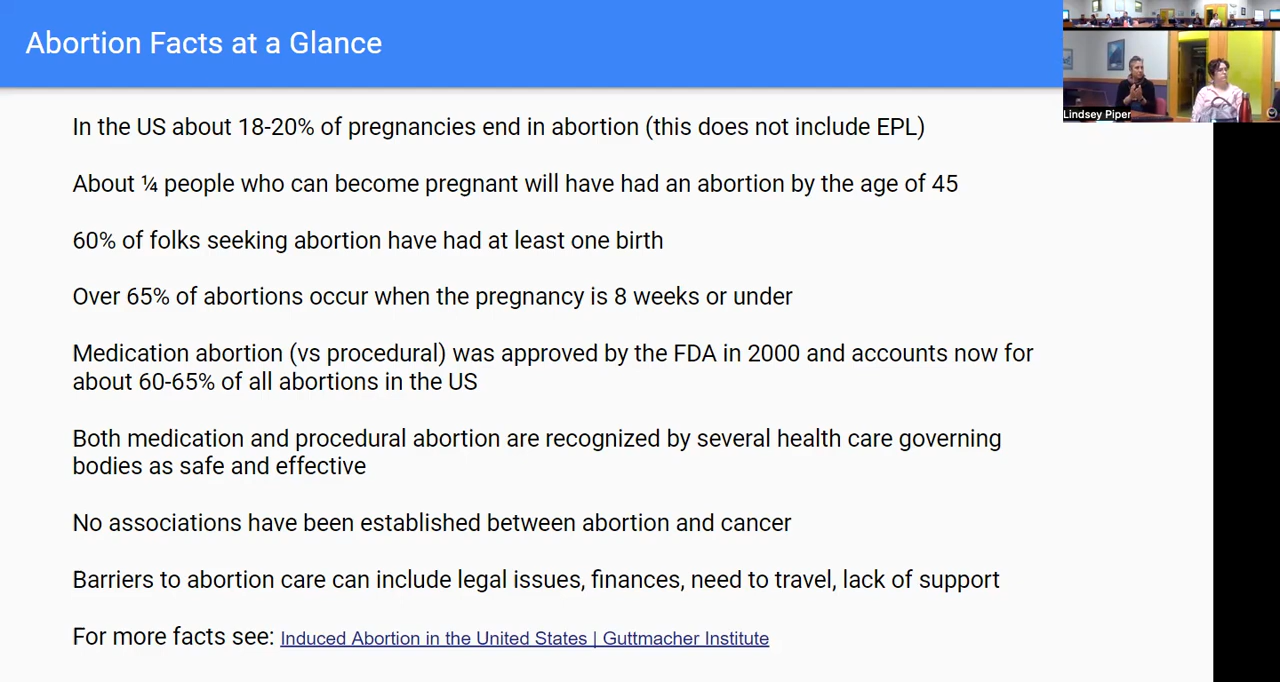 Abortion Facts at a Glance
Lindsey Piper
In the US about 18-20% of pregnancies end in abortion (this does not include EPL)
About ¼ people who can become pregnant will have had an abortion by the age of 45
60% of folks seeking abortion have had at least one birth
Over 65% of abortions occur when the pregnancy is 8 weeks or under
Medication abortion (vs procedural) was approved by the FDA in 2000 and accounts now for
about 60-65% of all abortions in the US
Both medication and procedural abortion are recognized by several health care governing
bodies as safe and effective
No associations have been established between abortion and cancer
Barriers to abortion care can include legal issues, finances, need to travel, lack of support
For more facts see: Induced Abortion in the United States | Guttmacher Institute